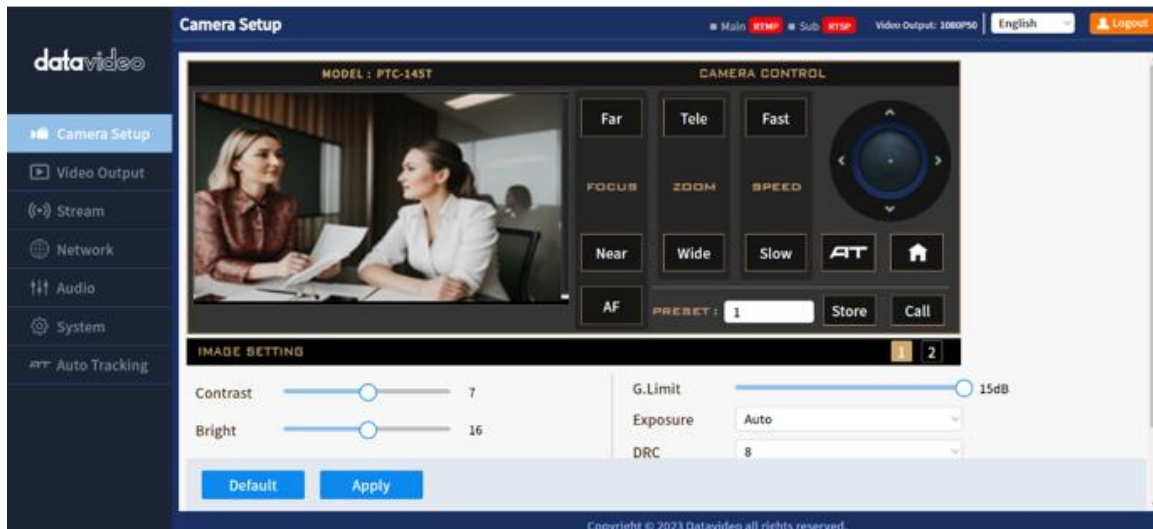 Camera Setup
Main RTMP Sub RTSP Video Output: 1080P50 English Logout
datavideo
Camera Setup
Video Output
Stream
Network
Audio
System
AT Auto Tracking
MODEL : PTC-145T
CAMERA CONTROL
Far Tele Fast
FOCUS ZOOM SPEED
Near Wide Slow AT
AF PRESET : 1 Store Call
IMAGE SETTING 1 2
Contrast 7
Bright 16
G.Limit 15dB
Exposure Auto
DRC 8
Default Apply
Copyright © 2023 Datavideo all rights reserved.